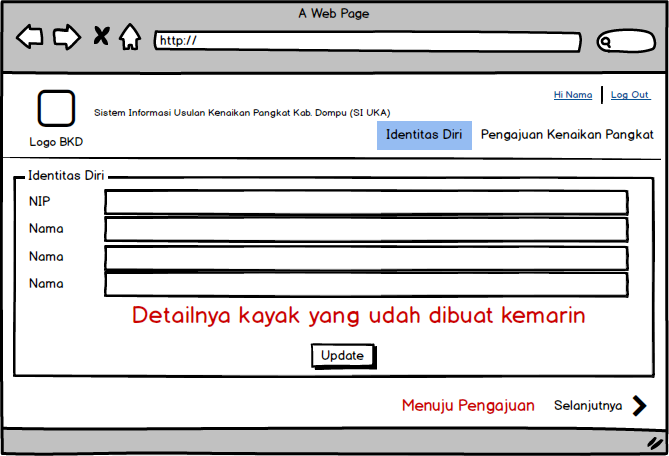 A Web Page
http://
Hi Nama
Log Out
Sistem Informasi Usulan Kenaikan Pangkat Kab. Dompu (SI UKA)
Logo BKD
Identitas Diri
Pengajuan Kenaikan Pangkat
Identitas Diri
NIP
Nama
Nama
Nama
Detailnya kayak yang udah dibuat kemarin
Update
Menuju Pengajuan
Selanjutnya